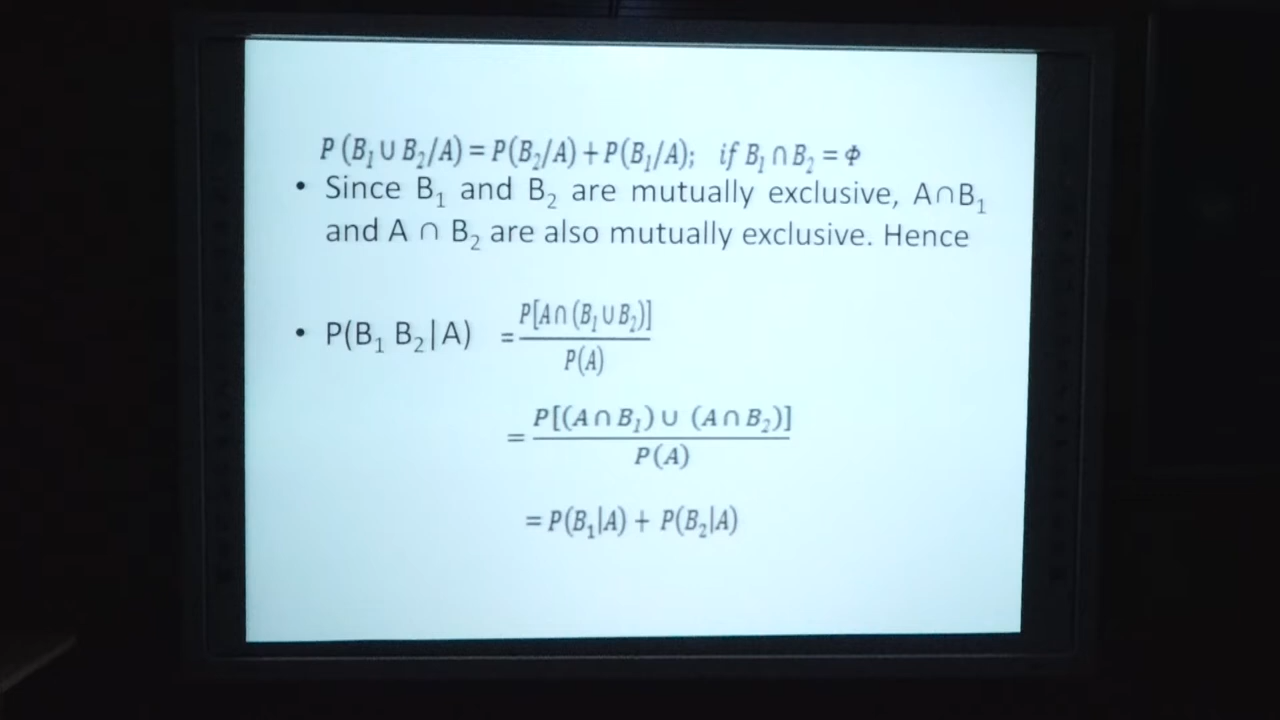 P (B₁ ∪ B₂/A) = P(B₂/A) + P(B₁/A); if B₁ ∩ B₂ = Φ
• Since B₁ and B₂ are mutually exclusive, A∩B₁
and A ∩ B₂ are also mutually exclusive. Hence
• P(B₁ B₂|A) = P[A∩(B₁∪B₂)] / P(A)
= P[(A∩B₁) ∪ (A∩B₂)] / P(A)
= P(B₁|A) + P(B₂|A)